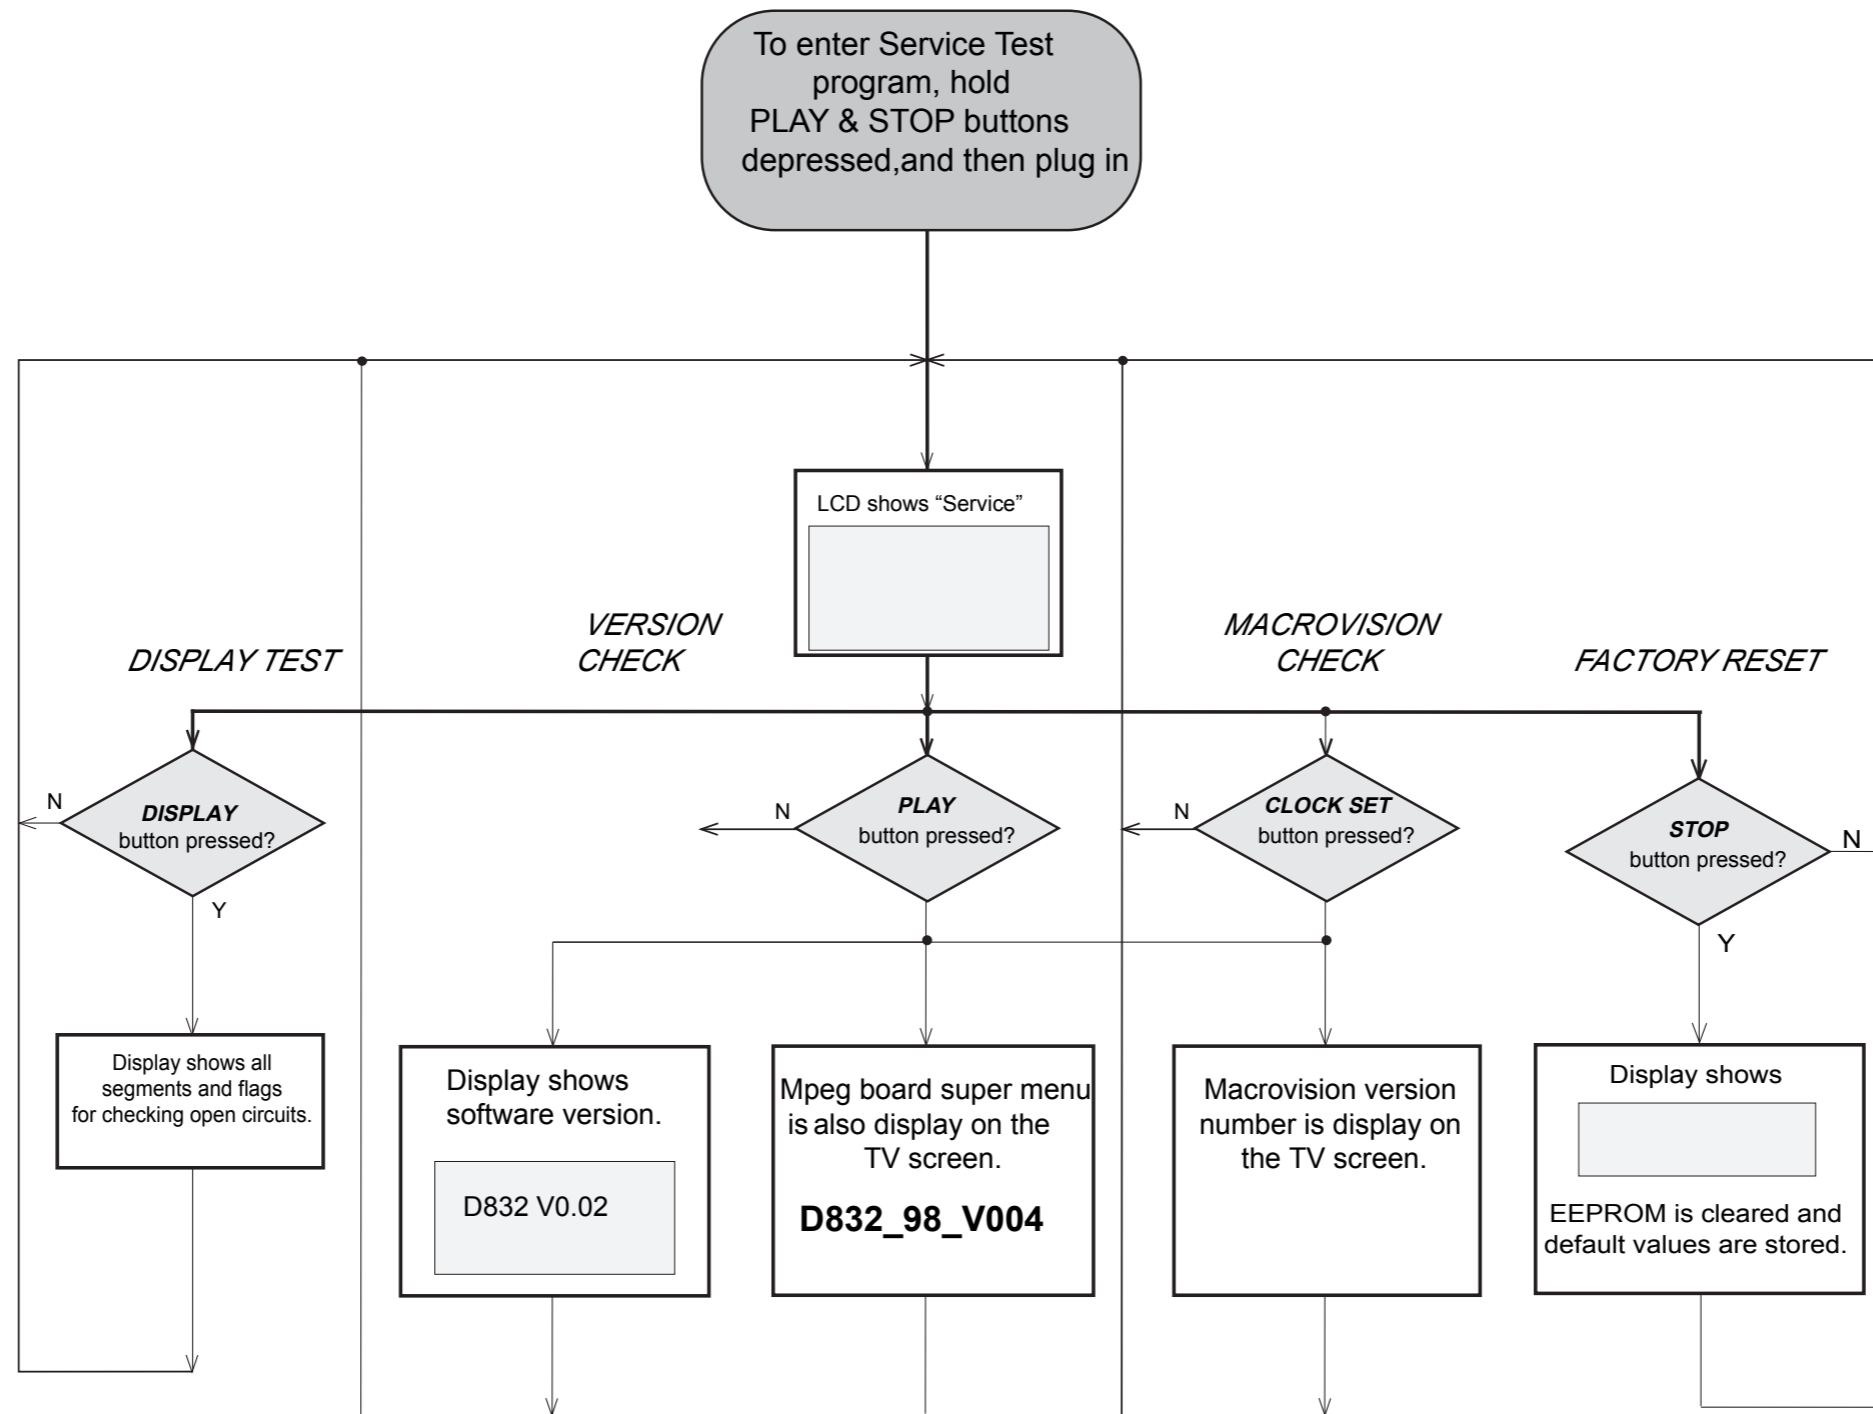 To enter Service Test
program, hold
PLAY & STOP buttons
depressed,and then plug in
LCD shows “Service”
DISPLAY TEST
VERSION
CHECK
MACROVISION
CHECK
FACTORY RESET
N
DISPLAY
button pressed?
Y
N
PLAY
button pressed?
N
CLOCK SET
button pressed?
STOP
button pressed?
N
Y
Display shows all
segments and flags
for checking open circuits.
Display shows
software version.
D832 V0.02
Mpeg board super menu
is also display on the
TV screen.
D832_98_V004
Macrovision version
number is display on
the TV screen.
Display shows
EEPROM is cleared and
default values are stored.